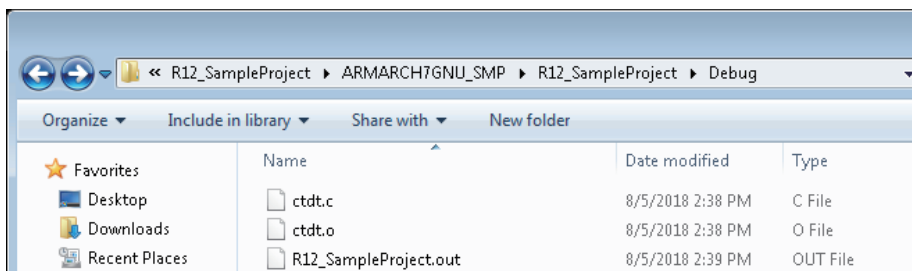 « R12_SampleProject ▸ ARMARCH7GNU_SMP ▸ R12_SampleProject ▸ Debug
Organize Include in library Share with New folder
Favorites Name Date modified Type
Desktop ctdt.c 8/5/2018 2:38 PM C File
Downloads ctdt.o 8/5/2018 2:38 PM O File
Recent Places R12_SampleProject.out 8/5/2018 2:39 PM OUT File